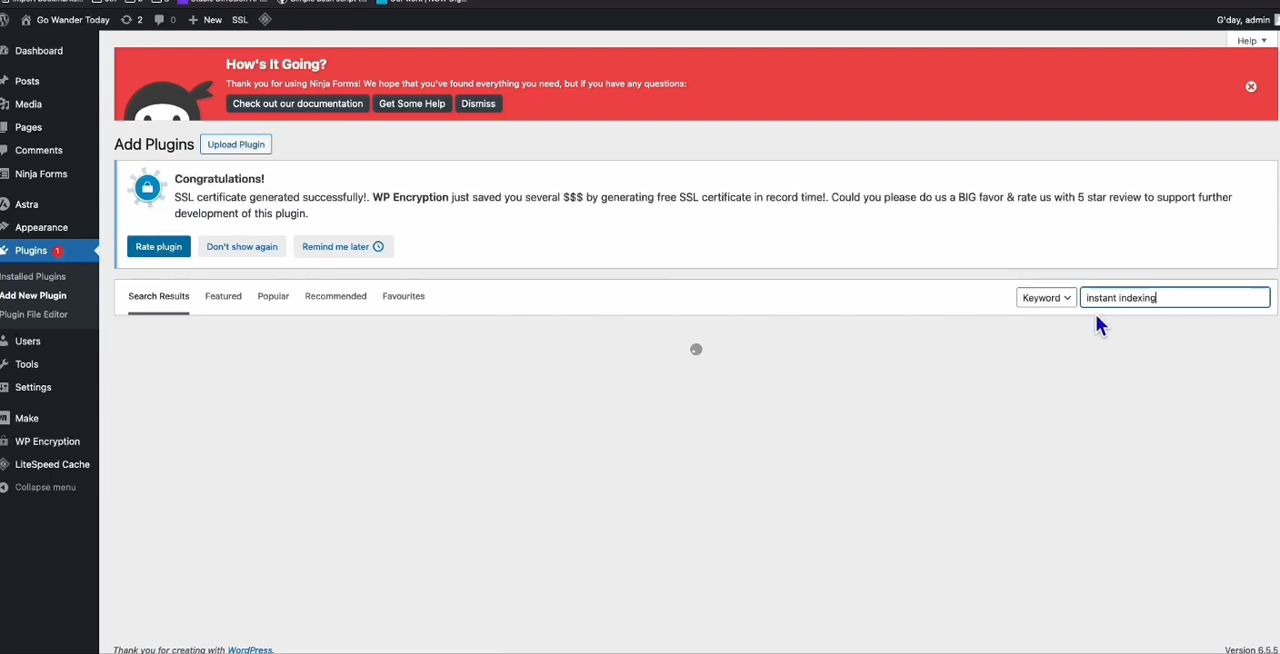 Go Wander Today 2 0 New SSL G'day, admin
Help
Dashboard
Posts
Media
Pages
Comments
Ninja Forms
Astra
Appearance
Plugins 1
Installed Plugins
Add New Plugin
Plugin File Editor
Users
Tools
Settings
Make
WP Encryption
LiteSpeed Cache
Collapse menu
How's It Going?
Thank you for using Ninja Forms! We hope that you've found everything you need, but if you have any questions:
Check out our documentation Get Some Help Dismiss
Add Plugins Upload Plugin
Congratulations!
SSL certificate generated successfully!. WP Encryption just saved you several $$$ by generating free SSL certificate in record time!. Could you please do us a BIG favor & rate us with 5 star review to support further
development of this plugin.
Rate plugin Don't show again Remind me later
Search Results Featured Popular Recommended Favourites Keyword instant indexing
Thank you for creating with WordPress. Version 6.5.5